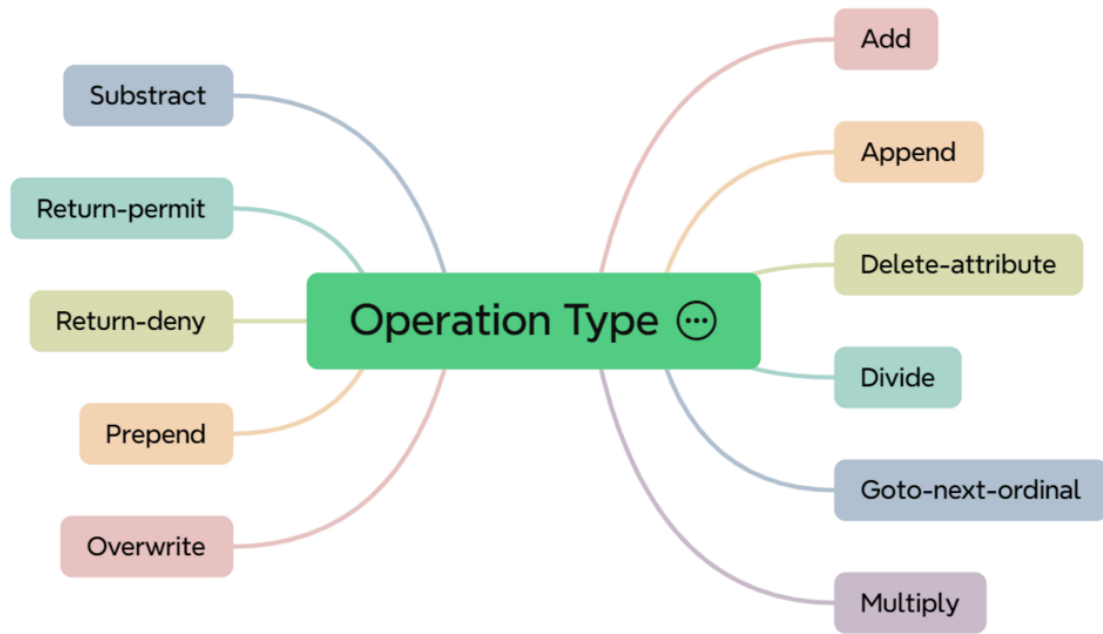 Operation Type
Add
Append
Delete-attribute
Divide
Goto-next-ordinal
Multiply
Substract
Return-permit
Return-deny
Prepend
Overwrite